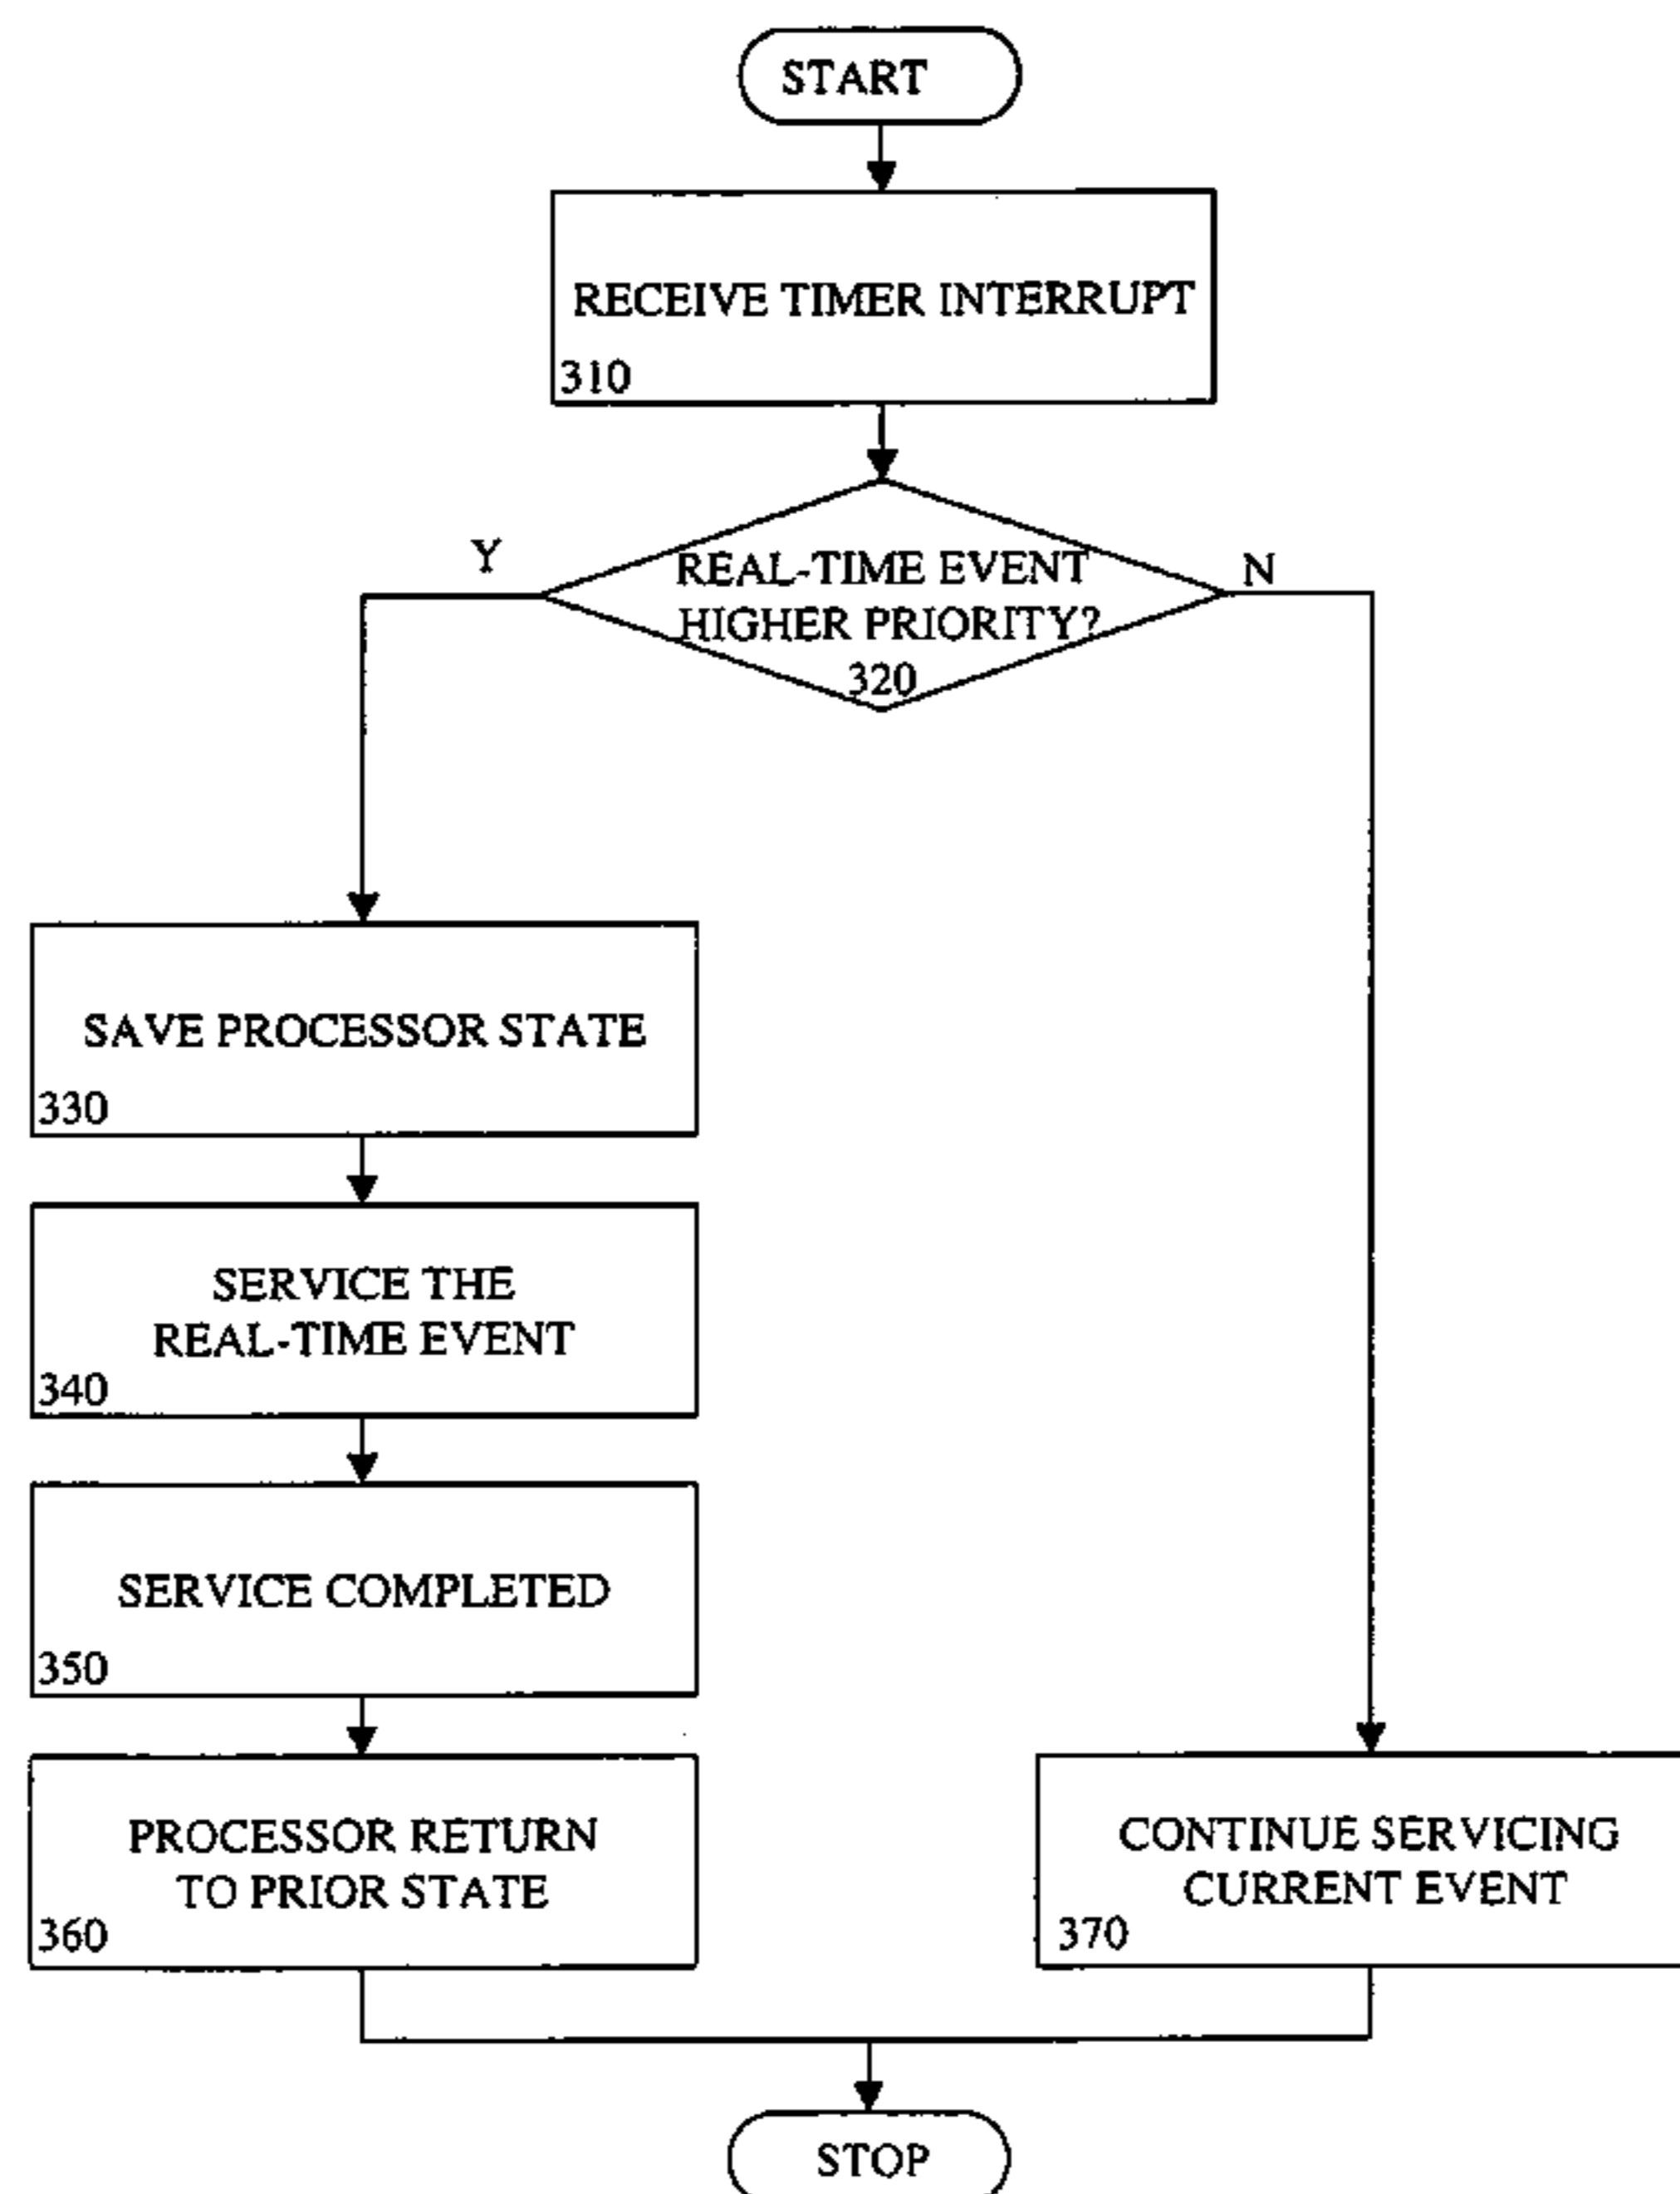 START
RECEIVE TIMER INTERRUPT
310
Y
REAL-TIME EVENT
HIGHER PRIORITY?
320
N
SAVE PROCESSOR STATE
330
SERVICE THE
REAL-TIME EVENT
340
SERVICE COMPLETED
350
PROCESSOR RETURN
TO PRIOR STATE
360
CONTINUE SERVICING
CURRENT EVENT
370
STOP